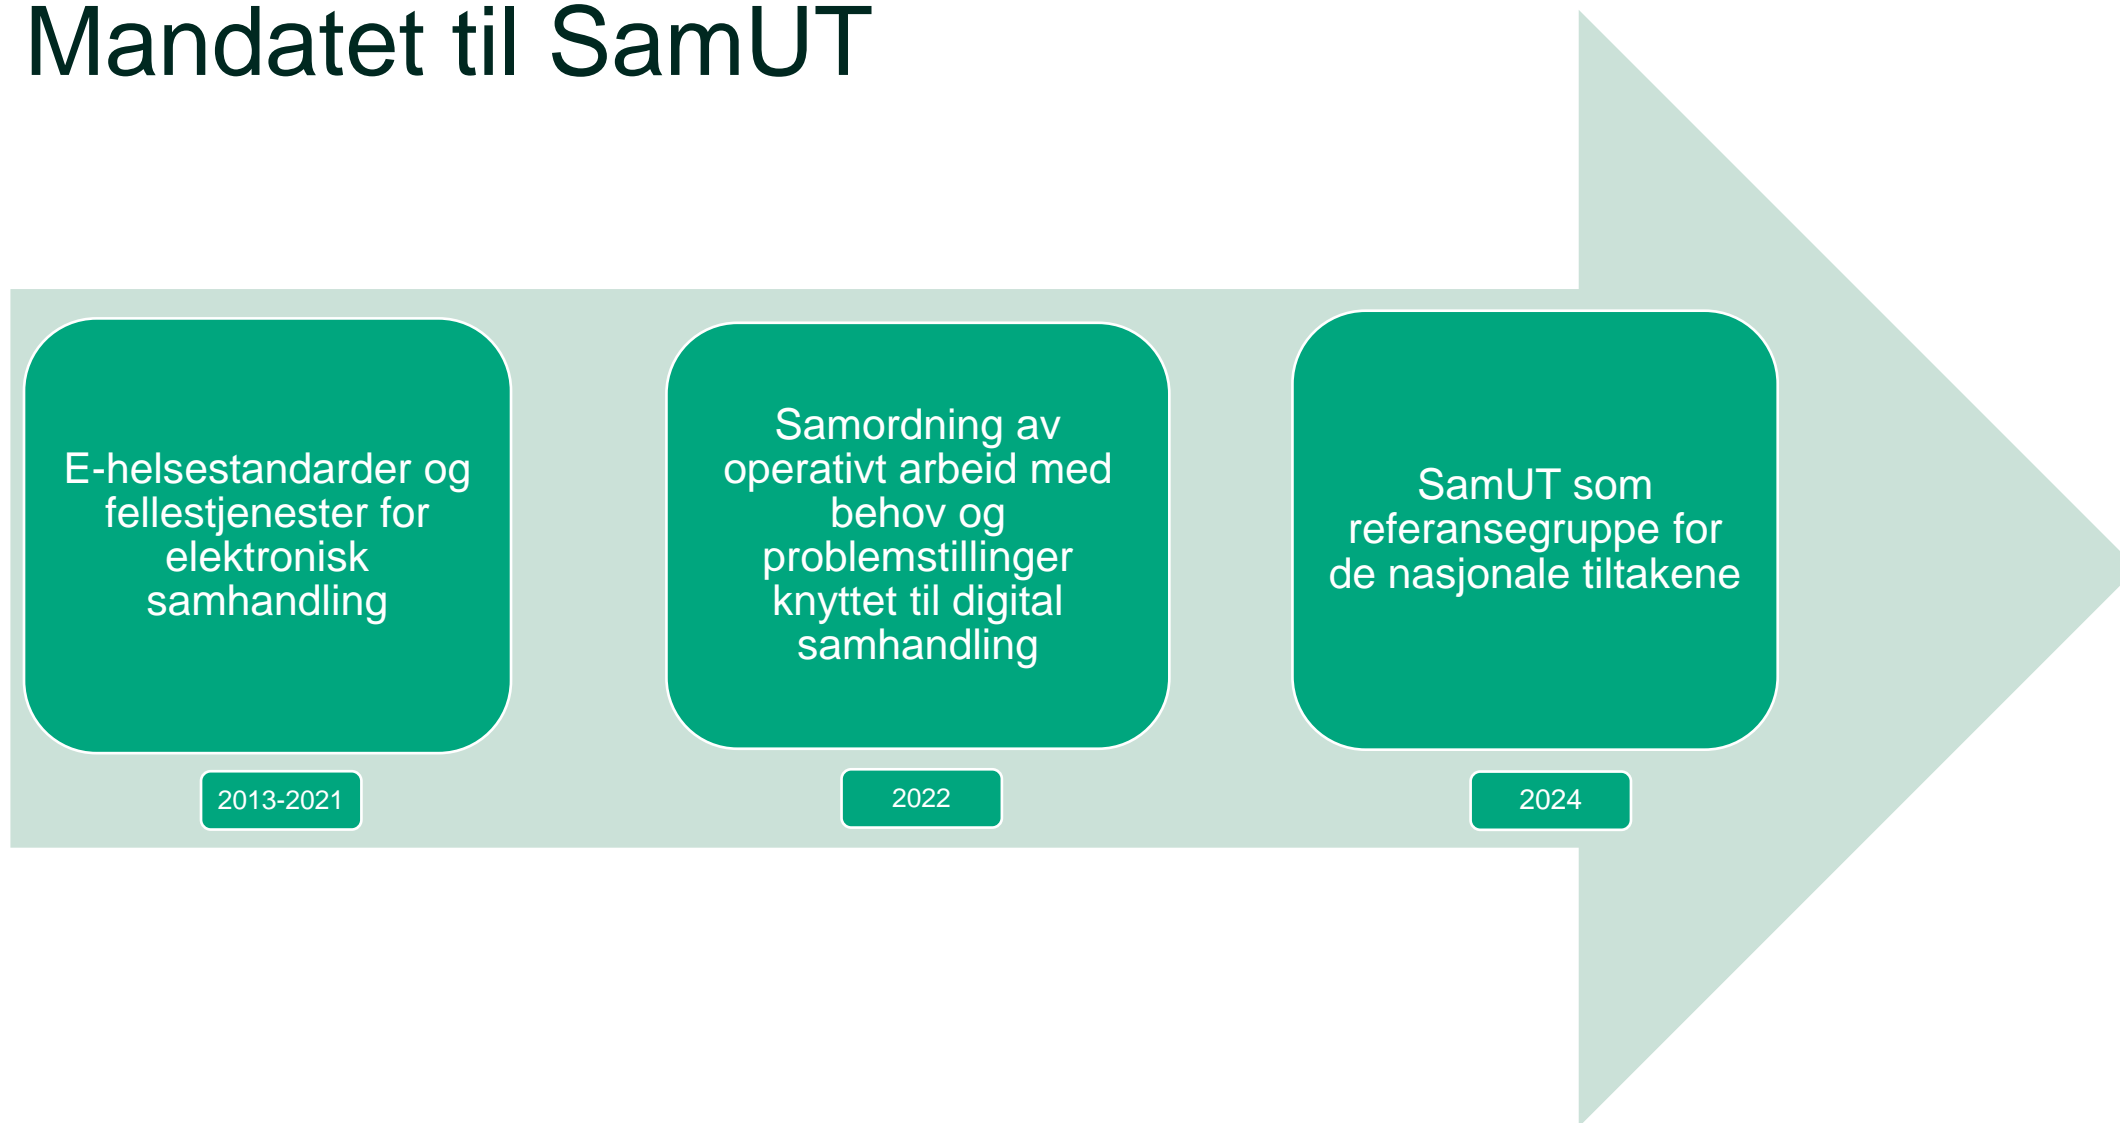 Mandatet til SamUT
E-helsestandarder og
fellestjenester for
elektronisk
samhandling
2013-2021
Samordning av
operativt arbeid med
behov og
problemstillinger
knyttet til digital
samhandling
2022
SamUT som
referansegruppe for
de nasjonale tiltakene
2024